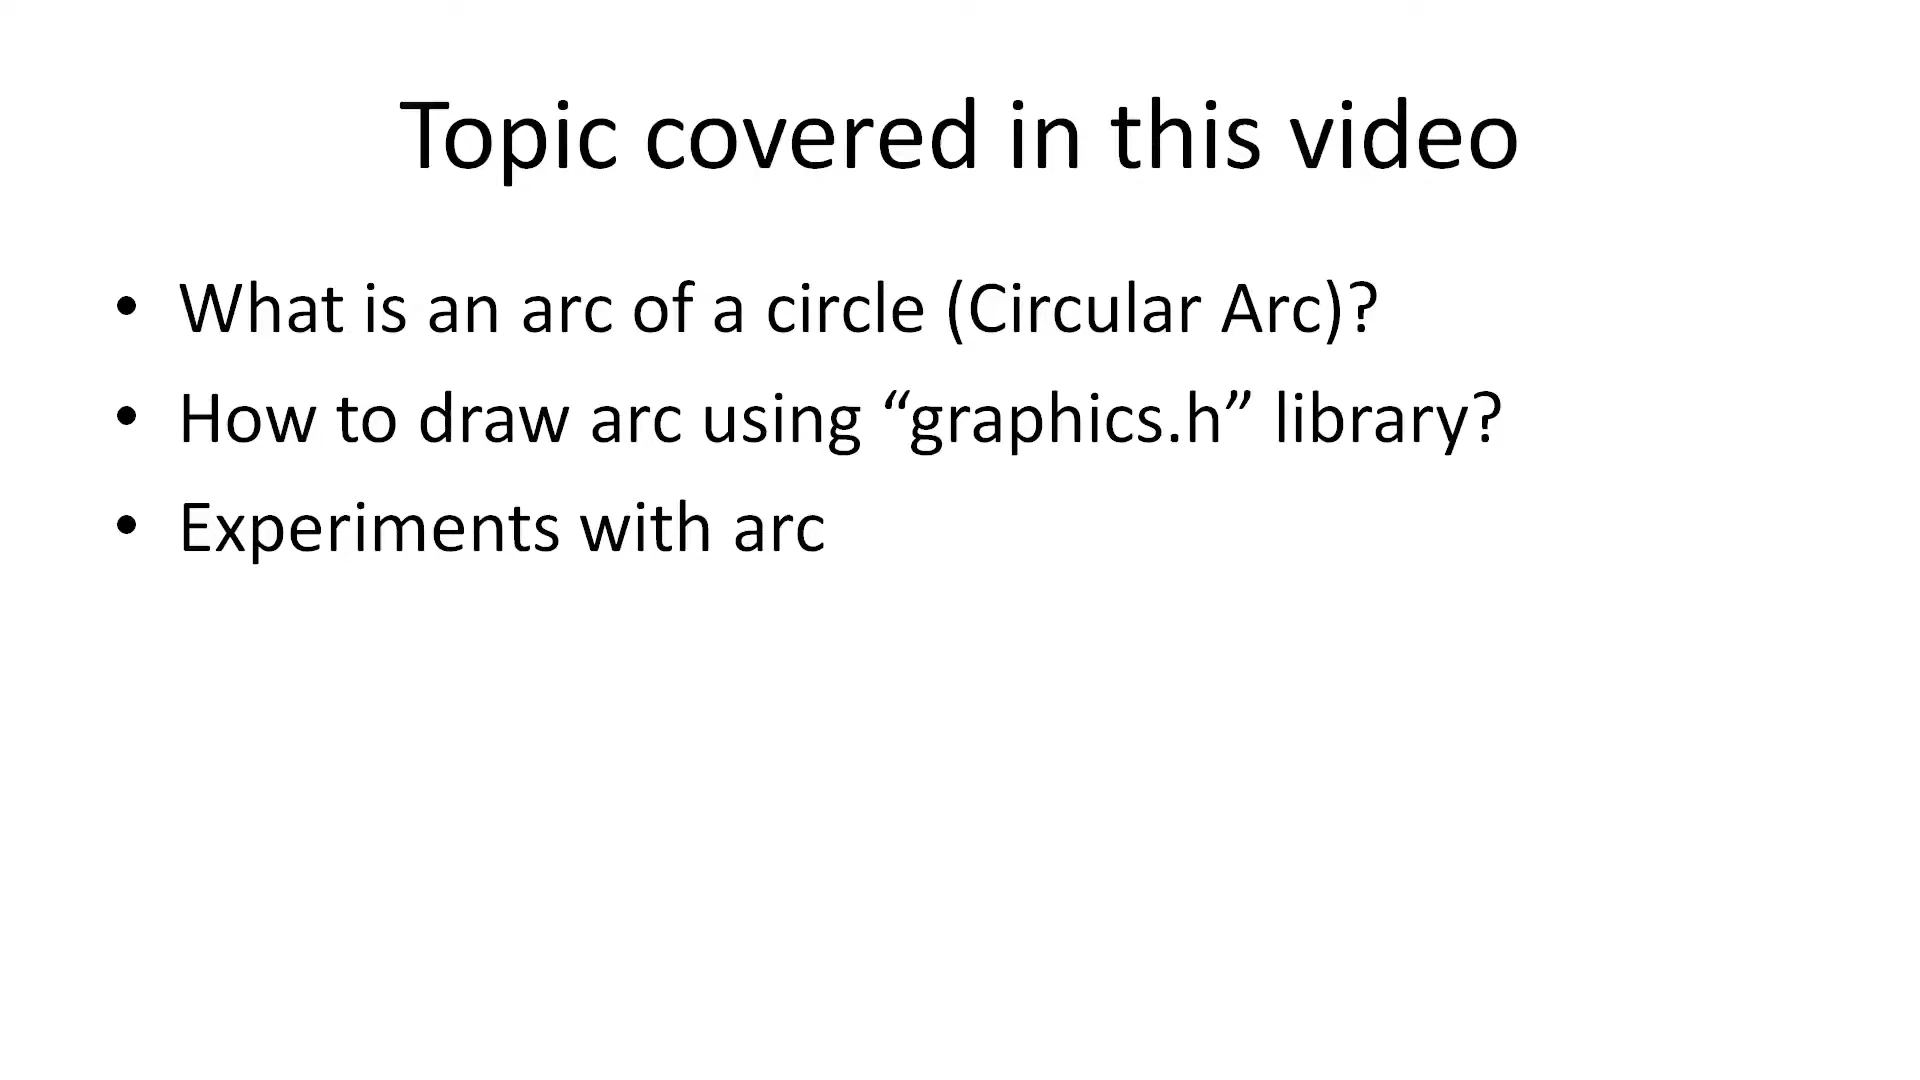 Topic covered in this video
• What is an arc of a circle (Circular Arc)?
• How to draw arc using “graphics.h” library?
• Experiments with arc